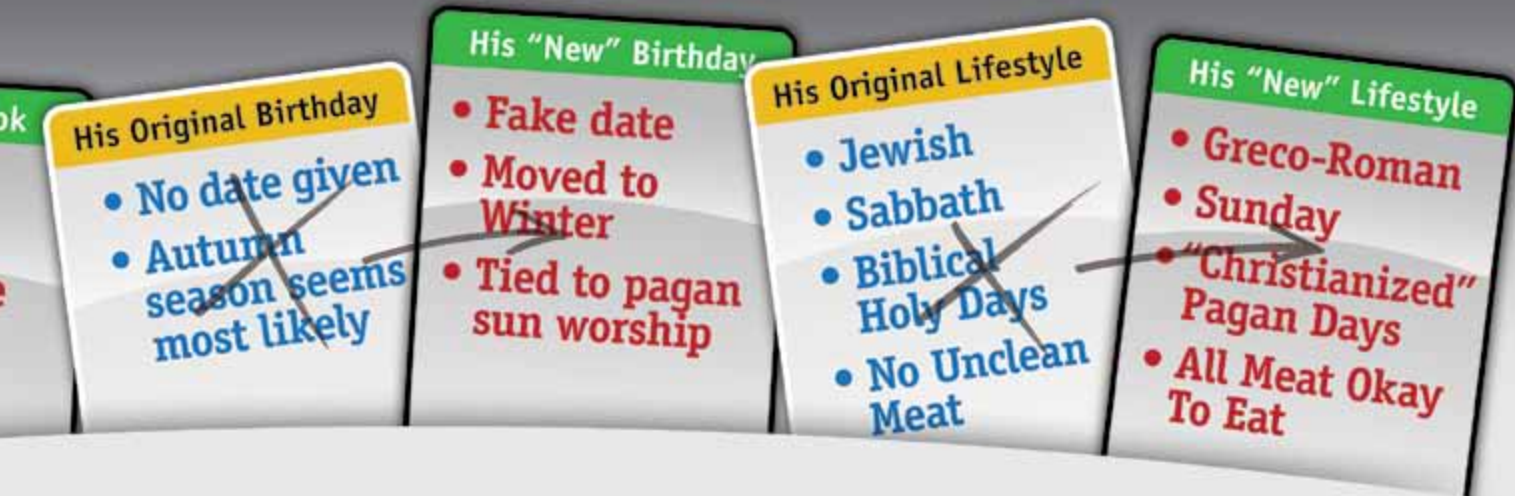 ok
e
His Original Birthday
• No date given
• Autumn
season seems
most likely
His “New” Birthday
• Fake date
• Moved to
Winter
• Tied to pagan
sun worship
His Original Lifestyle
• Jewish
• Sabbath
• Biblical
Holy Days
• No Unclean
Meat
His “New” Lifestyle
• Greco-Roman
• Sunday
• “Christianized”
Pagan Days
• All Meat Okay
To Eat